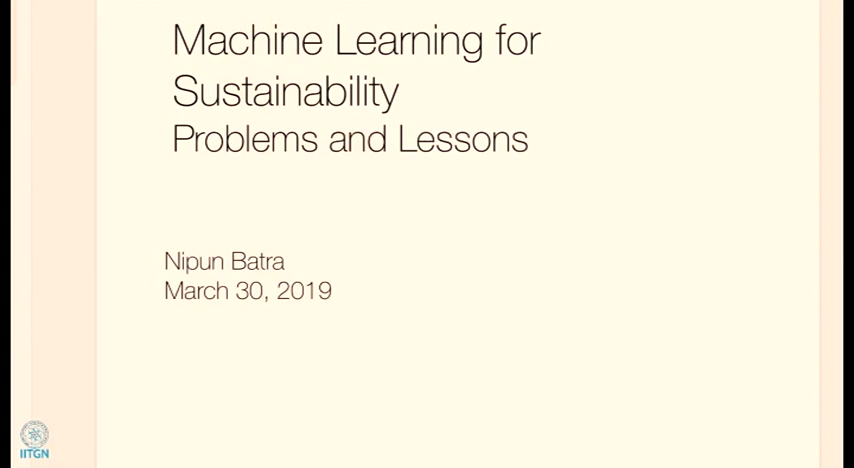 Machine Learning for
Sustainability
Problems and Lessons
Nipun Batra
March 30, 2019
IITGN